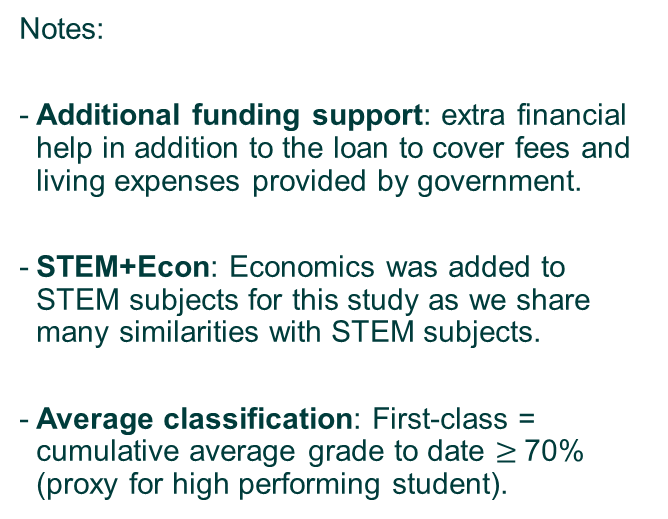 Notes:
- Additional funding support: extra financial
help in addition to the loan to cover fees and
living expenses provided by government.
- STEM+Econ: Economics was added to
STEM subjects for this study as we share
many similarities with STEM subjects.
- Average classification: First-class =
cumulative average grade to date ≥ 70%
(proxy for high performing student).